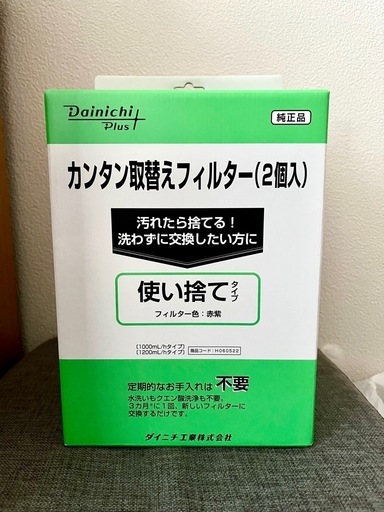 Dainichi Plus
純正品
カンタン取替えフィルター(2個入)
汚れたら捨てる!
洗わずに交換したい方に
使い捨てタイプ
フィルター色:赤紫
(1000mL/hタイプ)
(1200mL/hタイプ)
商品コード:H060522
定期的なお手入れは不要
水洗いもクエン酸洗浄も不要。
3カ月*に1回、新しいフィルターに
交換するだけです。
ダイニチ工業株式会社